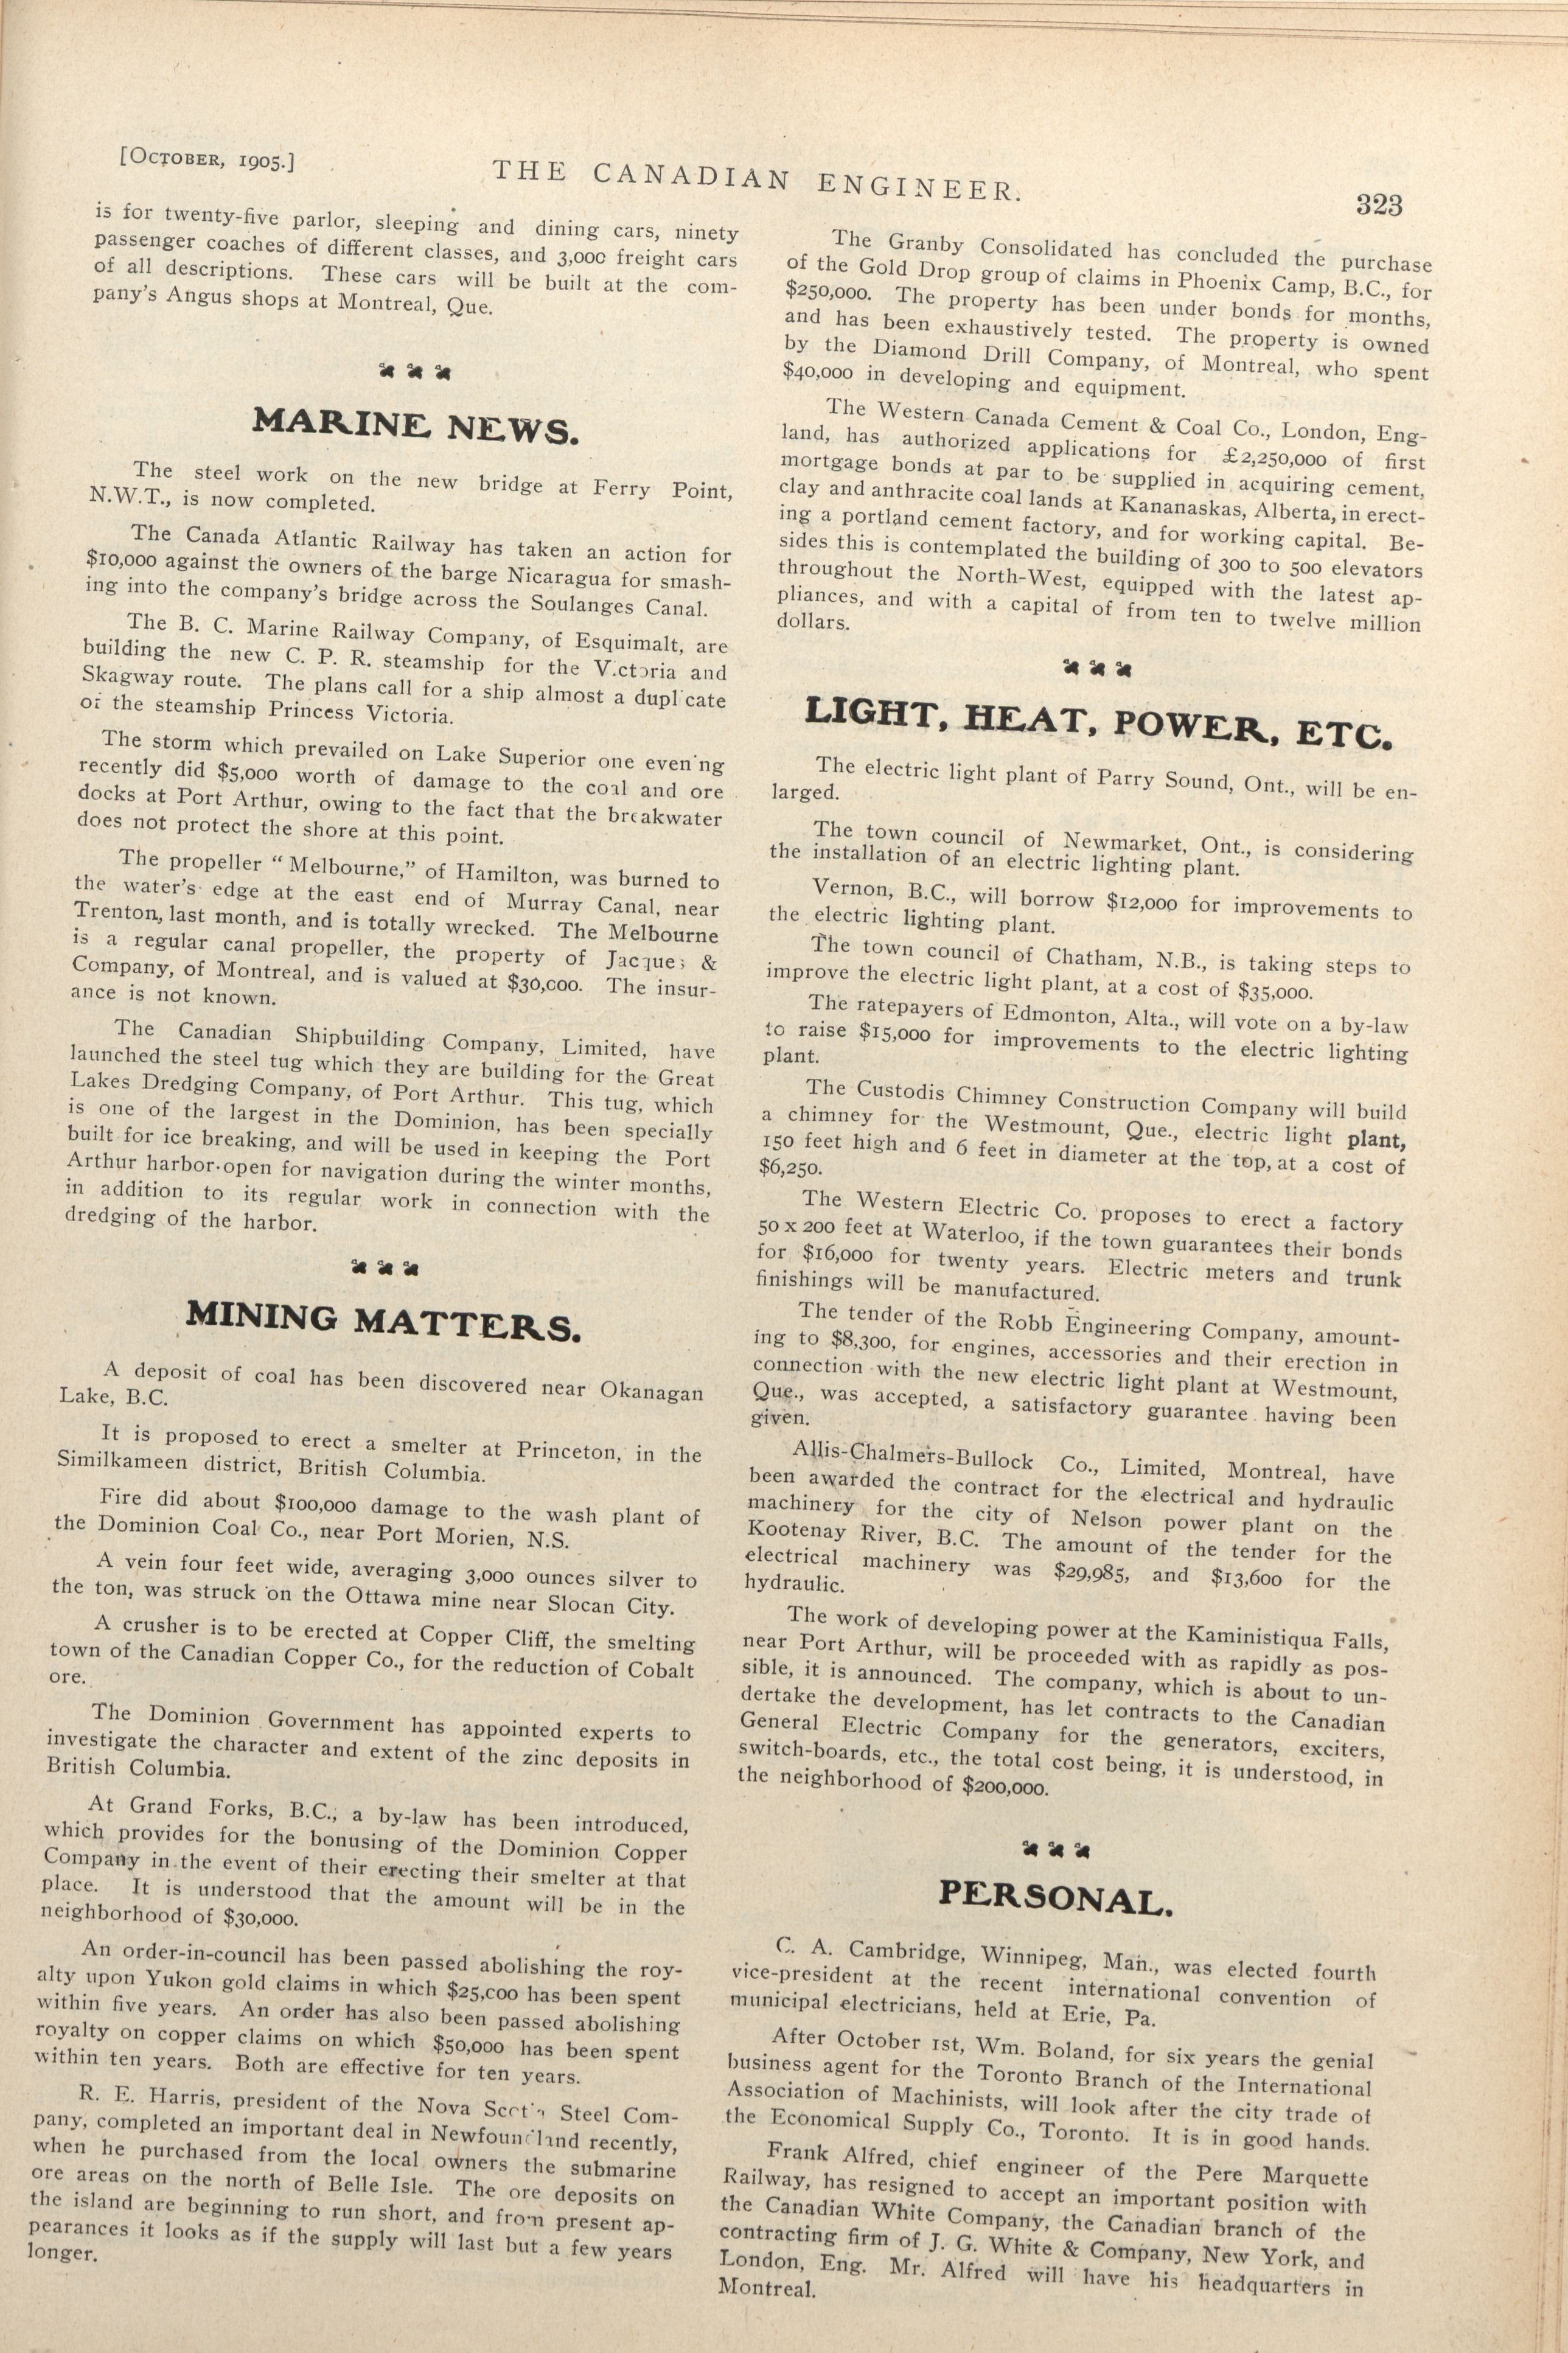 [OCTOBER, 1905.]
THE CANADIAN ENGINEER.
323
is for twenty-five parlor, sleeping and dining cars, ninety
passenger coaches of different classes, and 3,000 freight cars
of all descriptions. These cars will be built at the com-
pany's Angus shops at Montreal, Que.
MARINE NEWS.
The steel work on the new bridge at Ferry Point,
N.W.T., is now completed.
The Canada Atlantic Railway has taken an action for
$10,000 against the owners of the barge Nicaragua for smash-
ing into the company's bridge across the Soulanges Canal.
The B. C. Marine Railway Company, of Esquimalt, are
building the new C. P. R. steamship for the Victoria and
Skagway route. The plans call for a ship almost a duplicate
of the steamship Princess Victoria.
The storm which prevailed on Lake Superior one evening
recently did $5,000 worth of damage to the coal and ore
docks at Port Arthur, owing to the fact that the breakwater
does not protect the shore at this point.
The propeller "Melbourne," of Hamilton, was burned to
the water's edge at the east end of Murray Canal, near
Trenton, last month, and is totally wrecked. The Melbourne
is a regular canal propeller, the property of Jacques &
Company, of Montreal, and is valued at $30,000. The insur-
ance is not known.
The Canadian Shipbuilding Company, Limited, have
launched the steel tug which they are building for the Great
Lakes Dredging Company, of Port Arthur. This tug, which
is one of the largest in the Dominion, has been specially
built for ice breaking, and will be used in keeping the Port
Arthur harbor open for navigation during the winter months,
in addition to its regular work in connection with the
dredging of the harbor.
MINING MATTERS.
A deposit of coal has been discovered near Okanagan
Lake, B.C.
It is proposed to erect a smelter at Princeton, in the
Similkameen district, British Columbia.
Fire did about $100,000 damage to the wash plant of
the Dominion Coal Co., near Port Morien, N.S.
A vein four feet wide, averaging 3,000 ounces silver to
the ton, was struck on the Ottawa mine near Slocan City.
A crusher is to be erected at Copper Cliff, the smelting
town of the Canadian Copper Co., for the reduction of Cobalt
ore.
The Dominion Government has appointed experts to
investigate the character and extent of the zinc deposits in
British Columbia.
At Grand Forks, B.C., a by-law has been introduced,
which provides for the bonusing of the Dominion Copper
Company in the event of their erecting their smelter at that
place. It is understood that the amount will be in the
neighborhood of $30,000.
An order-in-council has been passed abolishing the roy-
alty upon Yukon gold claims in which $25,000 has been spent
within five years. An order has also been passed abolishing
royalty on copper claims on which $50,000 has been spent
within ten years. Both are effective for ten years.
R. E. Harris, president of the Nova Scotia Steel Com-
pany, completed an important deal in Newfoundland recently,
when he purchased from the local owners the submarine
ore areas on the north of Belle Isle. The ore deposits on
the island are beginning to run short, and from present ap-
pearances it looks as if the supply will last but a few years
longer.
The Granby Consolidated has concluded the purchase
of the Gold Drop group of claims in Phoenix Camp, B.C., for
$250,000. The property has been under bonds for months,
and has been exhaustively tested. The property is owned
by the Diamond Drill Company, of Montreal, who spent
$40,000 in developing and equipment.
The Western Canada Cement & Coal Co., London, Eng-
land, has authorized applications for £2,250,000 of first
mortgage bonds at par to be supplied in acquiring cement,
clay and anthracite coal lands at Kananaskas, Alberta, in erect-
ing a portland cement factory, and for working capital. Be-
sides this is contemplated the building of 300 to 500 elevators
throughout the North-West, equipped with the latest ap-
pliances, and with a capital of from ten to twelve million
dollars.
LIGHT, HEAT, POWER, ETC.
The electric light plant of Parry Sound, Ont., will be en-
larged.
The town council of Newmarket, Ont., is considering
the installation of an electric lighting plant.
Vernon, B.C., will borrow $12,000 for improvements to
the electric lighting plant.
The town council of Chatham, N.B., is taking steps to
improve the electric light plant, at a cost of $35,000.
The ratepayers of Edmonton, Alta., will vote on a by-law
to raise $15,000 for improvements to the electric lighting
plant.
The Custodis Chimney Construction Company will build
a chimney for the Westmount, Que., electric light plant,
150 feet high and 6 feet in diameter at the top, at a cost of
$6,250.
The Western Electric Co. proposes to erect a factory
50 x 200 feet at Waterloo, if the town guarantees their bonds
for $16,000 for twenty years. Electric meters and trunk
finishings will be manufactured.
The tender of the Robb Engineering Company, amount-
ing to $8,300, for engines, accessories and their erection in
connection with the new electric light plant at Westmount,
Que., was accepted, a satisfactory guarantee having been
given.
Allis-Chalmers-Bullock Co., Limited, Montreal, have
been awarded the contract for the electrical and hydraulic
machinery for the city of Nelson power plant on the
Kootenay River, B.C. The amount of the tender for the
electrical machinery was $29,985, and $13,600 for the
hydraulic.
The work of developing power at the Kaministiqua Falls,
near Port Arthur, will be proceeded with as rapidly as pos-
sible, it is announced. The company, which is about to un-
dertake the development, has let contracts to the Canadian
General Electric Company for the generators, exciters,
switch-boards, etc., the total cost being, it is understood, in
the neighborhood of $200,000.
PERSONAL.
C. A. Cambridge, Winnipeg, Man., was elected fourth
vice-president at the recent international convention of
municipal electricians, held at Erie, Pa.
After October 1st, Wm. Boland, for six years the genial
business agent for the Toronto Branch of the International
Association of Machinists, will look after the city trade of
the Economical Supply Co., Toronto. It is in good hands.
Frank Alfred, chief engineer of the Pere Marquette
Railway, has resigned to accept an important position with
the Canadian White Company, the Canadian branch of the
contracting firm of J. G. White & Company, New York, and
London, Eng. Mr. Alfred will have his headquarters in
Montreal.